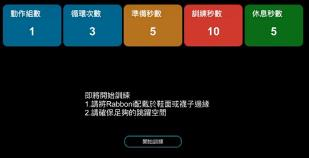 動作組數
循環次數
準備秒數
訓練秒數
休息秒數
1
3
5
10
5
即將開始訓練
1.請將Rabboni配戴於鞋面或襪子邊緣
2.請確保足夠的跳躍空間
開始訓練